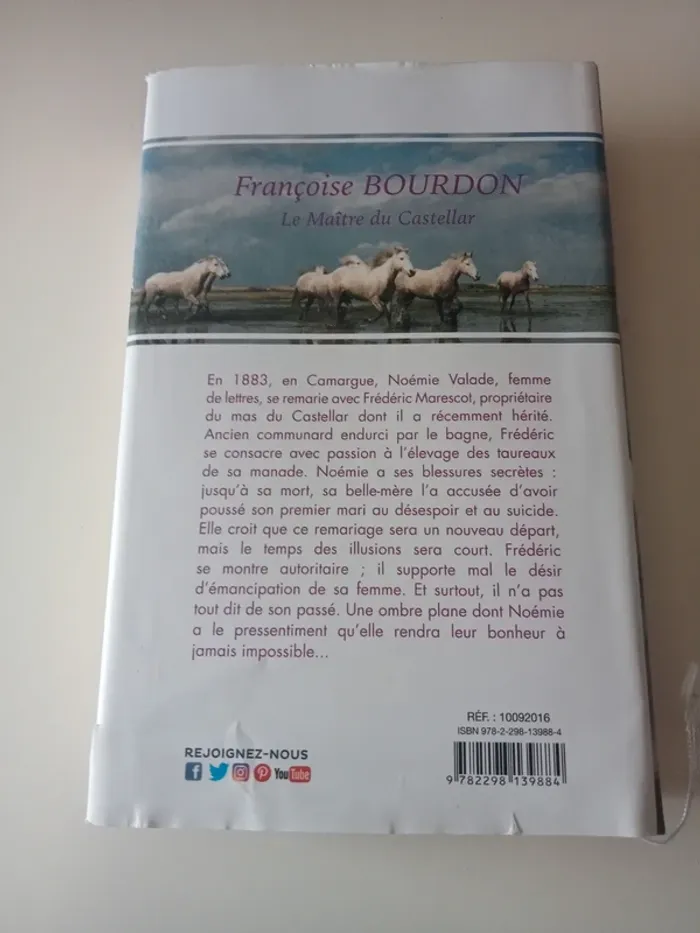 Françoise BOURDON
Le Maître du Castellar
En 1883, en Camargue, Noémie Valade, femme
de lettres, se remarie avec Frédéric Marescot, propriétaire
du mas du Castellar dont il a récemment hérité.
Ancien communard endurci par le bagne, Frédéric
se consacre avec passion à l'élevage des taureaux
de sa manade. Noémie a ses blessures secrètes :
jusqu'à sa mort, sa belle-mère l'a accusée d'avoir
poussé son premier mari au désespoir et au suicide.
Elle croit que ce remariage sera un nouveau départ,
mais le temps des illusions sera court. Frédéric
se montre autoritaire ; il supporte mal le désir
d'émancipation de sa femme. Et surtout, il n'a pas
tout dit de son passé. Une ombre plane dont Noémie
a le pressentiment qu'elle rendra leur bonheur à
jamais impossible...
RÉF. : 10092016
ISBN 978-2-298-13988-4
9 782298 139884
REJOIGNEZ-NOUS
YouTube